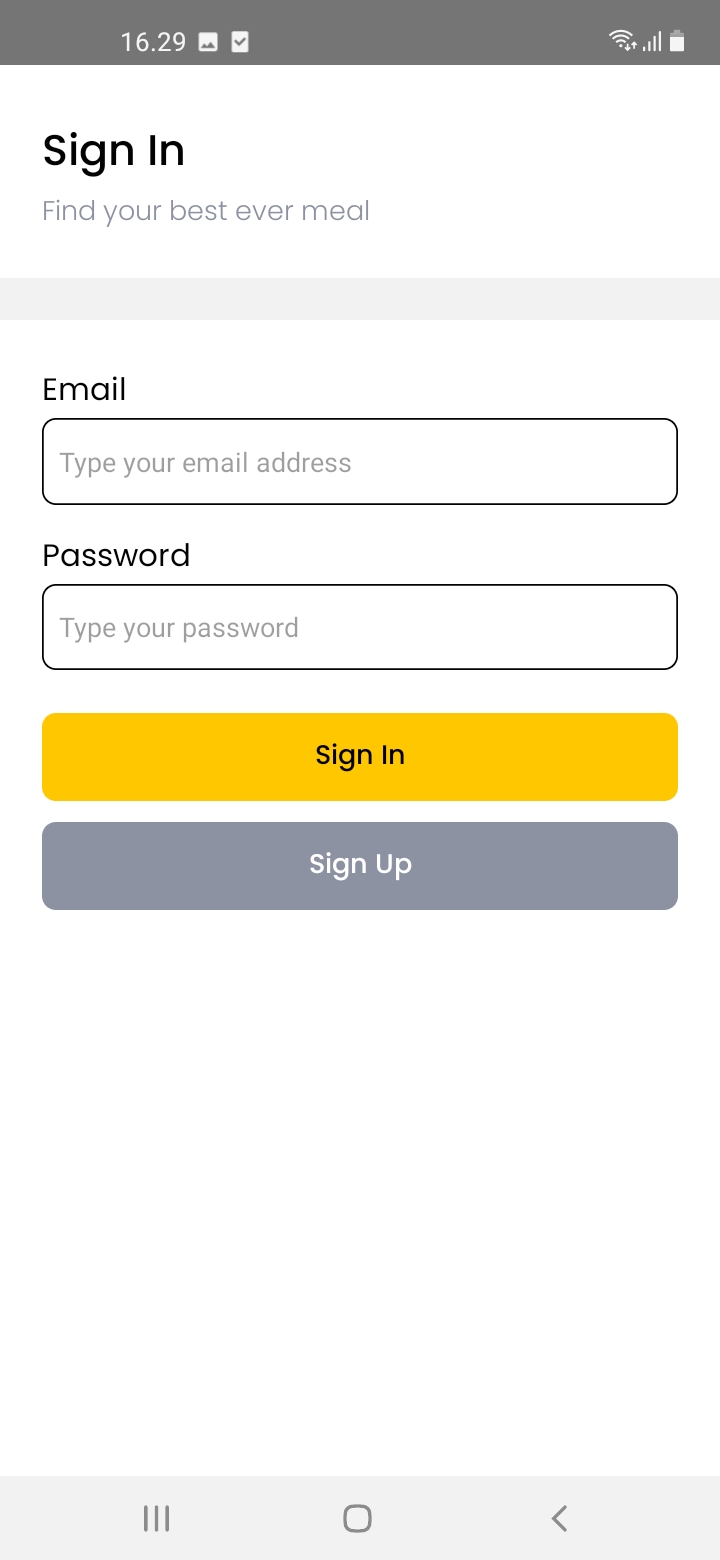 16.29
Sign In
Find your best ever meal
Email
Type your email address
Password
Type your password
Sign In
Sign Up